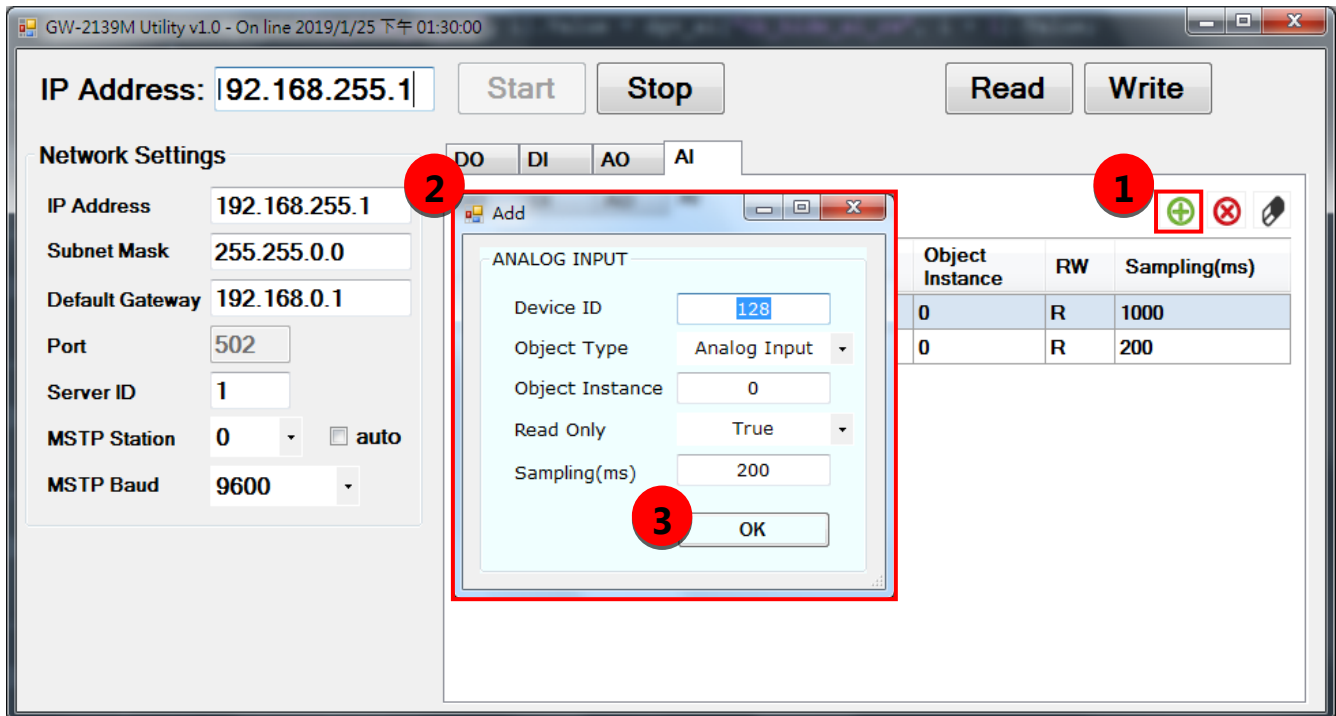 GW-2139M Utility v1.0 - On line 2019/1/25 下午 01:30:00
IP Address: 192.168.255.1 Start Stop Read Write
Network Settings
IP Address 192.168.255.1
Subnet Mask 255.255.0.0
Default Gateway 192.168.0.1
Port 502
Server ID 1
MSTP Station 0 auto
MSTP Baud 9600
DO DI AO AI
1
Object Instance RW Sampling(ms)
0 R 1000
0 R 200
2
Add
ANALOG INPUT
Device ID 128
Object Type Analog Input
Object Instance 0
Read Only True
Sampling(ms) 200
3
OK